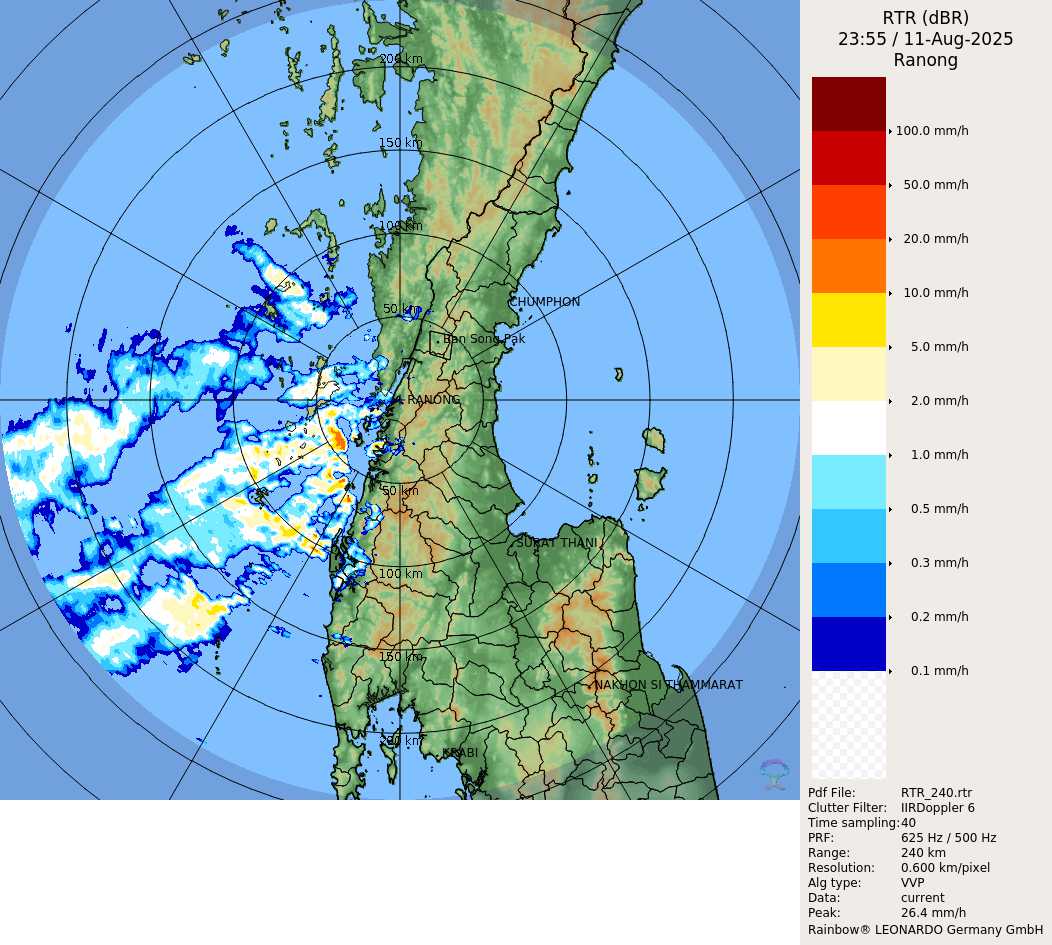 200 km
150 km
100 km
50 km
CHUMPHON
Ban Song Pak
RANONG
50 km
SURAT THANI
100 km
150 km
NAKHON SI THAMMARAT
200 km
KRABI
RTR (dBR)
23:55 / 11-Aug-2025
Ranong
100.0 mm/h
50.0 mm/h
20.0 mm/h
10.0 mm/h
5.0 mm/h
2.0 mm/h
1.0 mm/h
0.5 mm/h
0.3 mm/h
0.2 mm/h
0.1 mm/h
Pdf File: RTR_240.rtr
Clutter Filter: IIRDoppler 6
Time sampling: 40
PRF: 625 Hz / 500 Hz
Range: 240 km
Resolution: 0.600 km/pixel
Alg type: VVP
Data: current
Peak: 26.4 mm/h
Rainbow® LEONARDO Germany GmbH